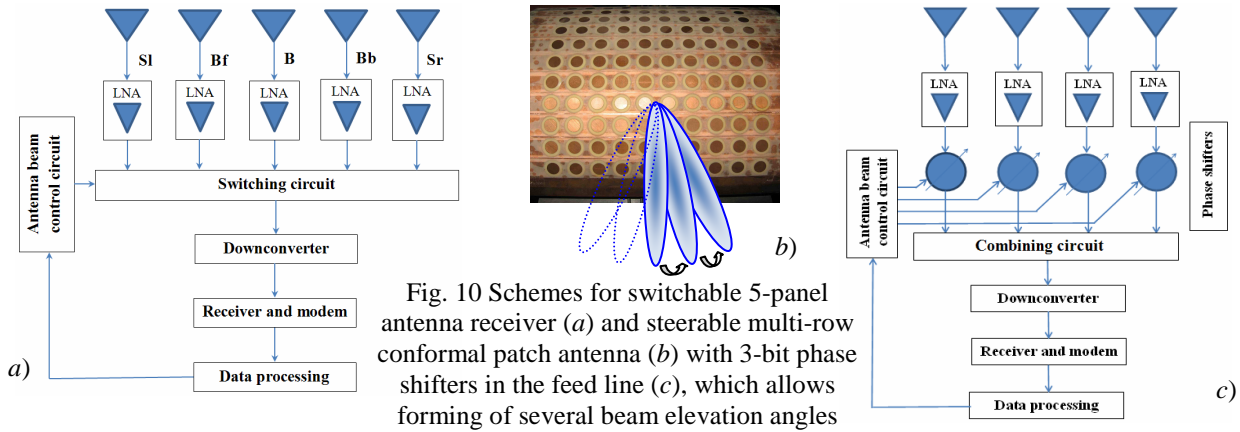 Sl Bf B Bb Sr
LNA LNA LNA LNA LNA
Antenna beam
control circuit
Switching circuit
Downconverter
Receiver and modem
Data processing
a)
b)
Fig. 10 Schemes for switchable 5-panel
antenna receiver (a) and steerable multi-row
conformal patch antenna (b) with 3-bit phase
shifters in the feed line (c), which allows
forming of several beam elevation angles
LNA LNA LNA LNA
Phase shifters
Antenna beam
control circuit
Combining circuit
Downconverter
Receiver and modem
Data processing
c)